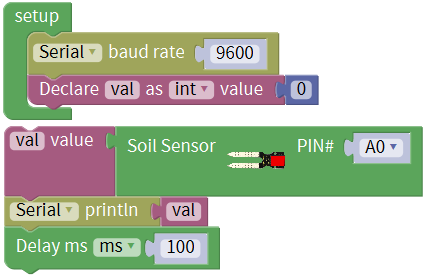 setup
Serial baud rate 9600
Declare val as int value 0
val value Soil Sensor PIN# A0
Serial println val
Delay ms ms 100